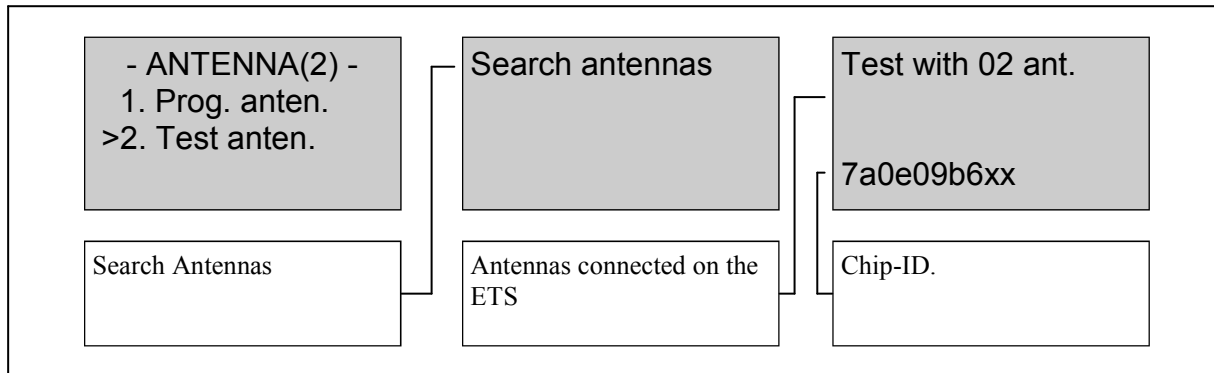 - ANTENNA(2) -
1. Prog. anten.
>2. Test anten.
Search antennas
Test with 02 ant.
7a0e09b6xx
Search Antennas
Antennas connected on the
ETS
Chip-ID.